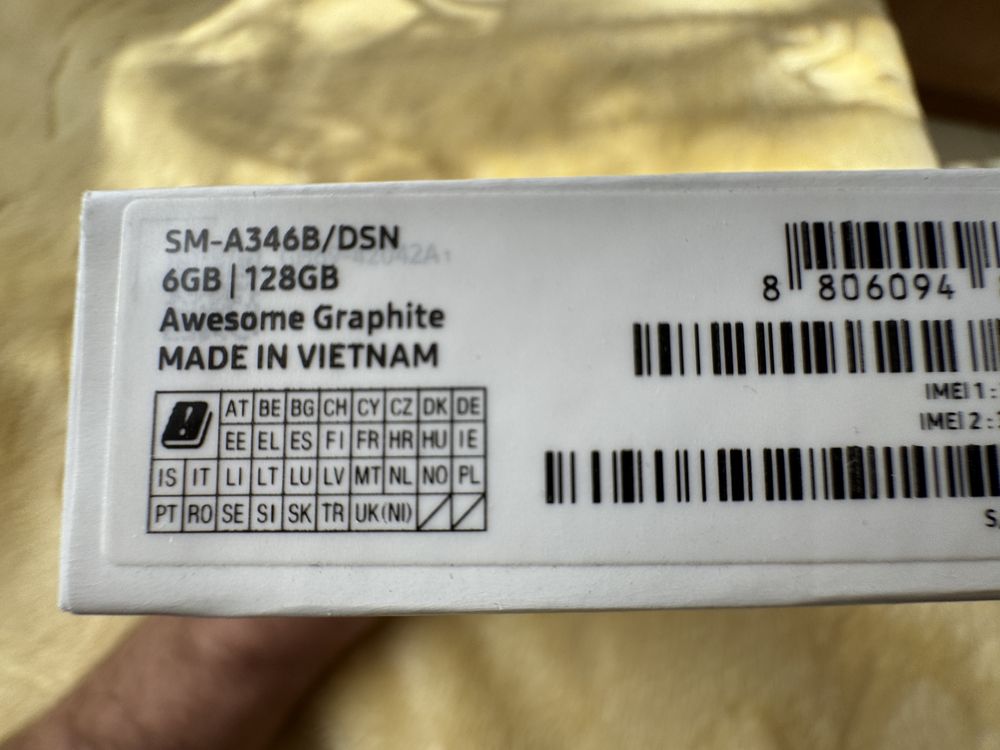 SM-A346B/DSN
6GB | 128GB
Awesome Graphite
MADE IN VIETNAM
AT BE BG CH CY CZ DK DE
EE EL ES FI FR HR HU IE
IS IT LI LT LU LV MT NL NO PL
PT RO SE SI SK TR UK(NI)
8 806094
IMEI 1 :
IMEI 2 :